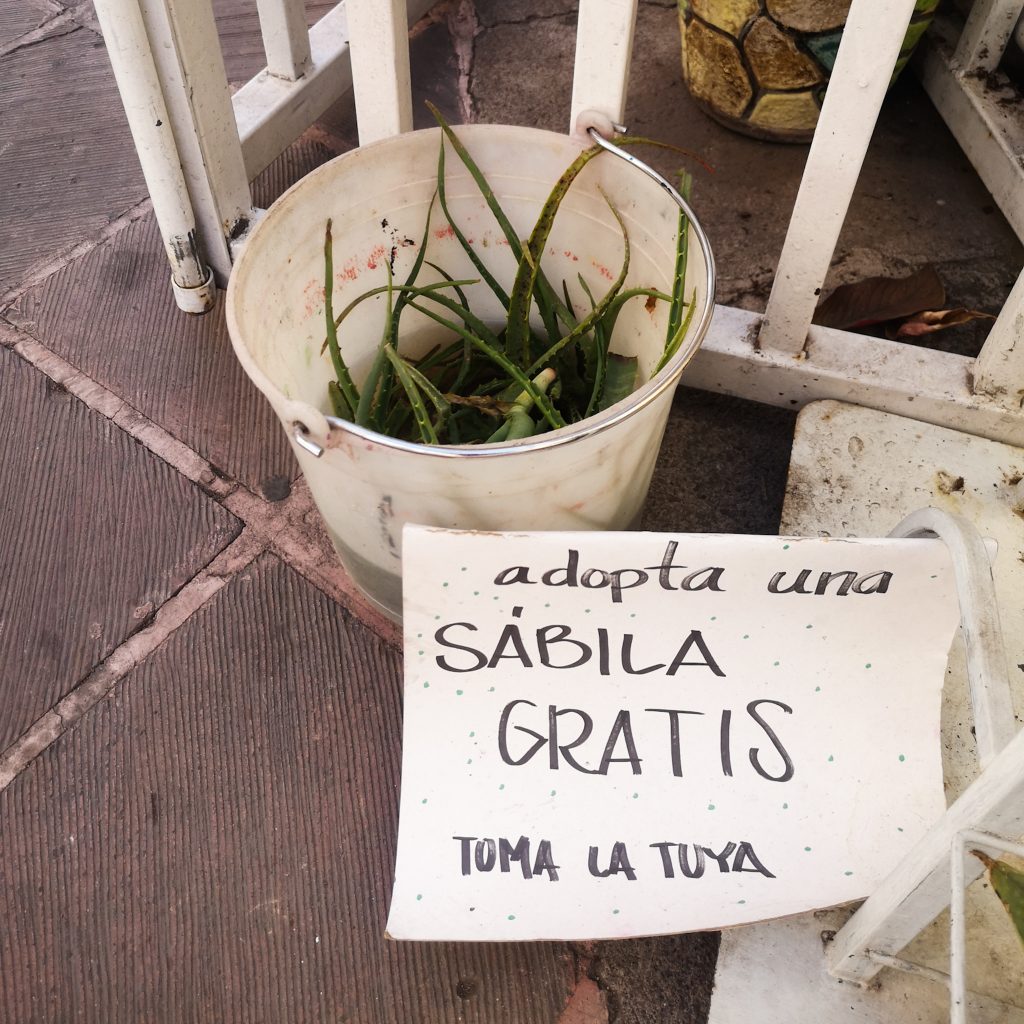 adopta una
SÁBILA
GRATIS
TOMA LA TUYA